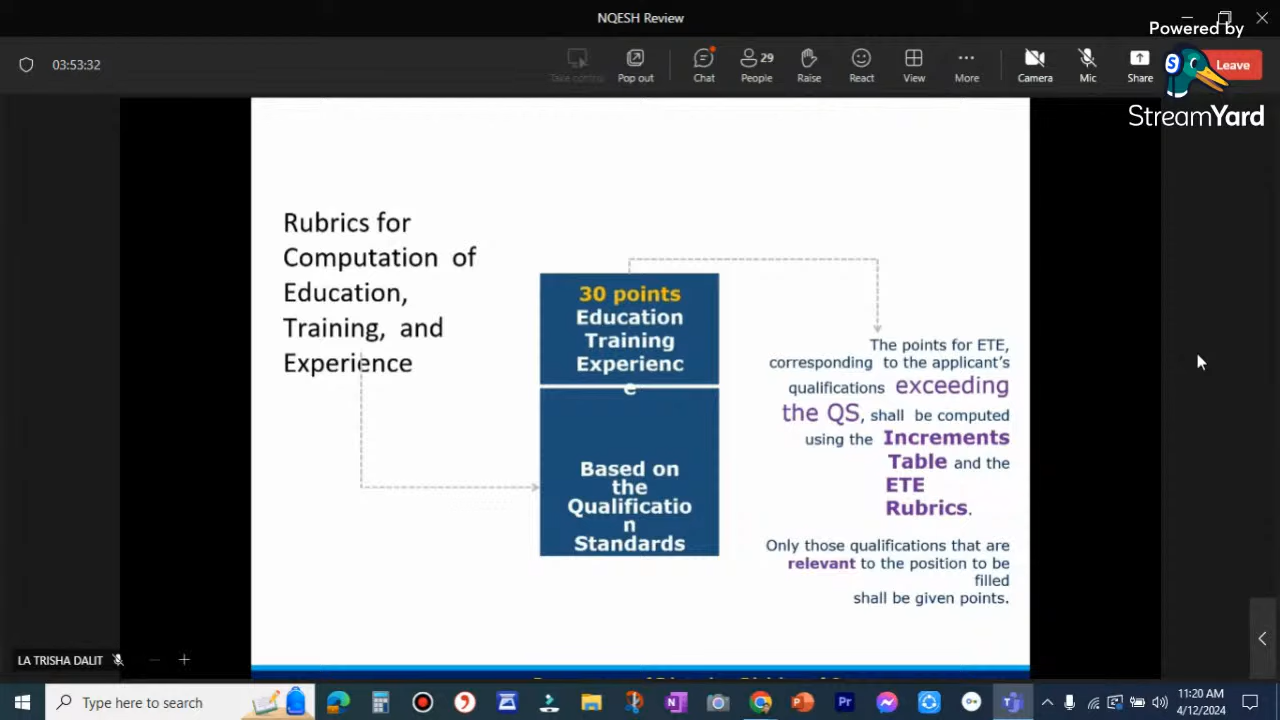 NQESH Review
Powered by
03:53:32
Take control
Pop out
Chat
29
People
Raise
React
View
More
Camera
Mic
Share
Leave
S
StreamYard
Rubrics for
Computation of
Education,
Training, and
Experience
30 points
Education
Training
Experienc
e
Based on
the
Qualificatio
n
Standards
The points for ETE,
corresponding to the applicant's
qualifications exceeding
the QS, shall be computed
using the Increments
Table and the
ETE
Rubrics.
Only those qualifications that are
relevant to the position to be
filled
shall be given points.
LA TRISHA DALIT
Type here to search
11:20 AM
4/12/2024